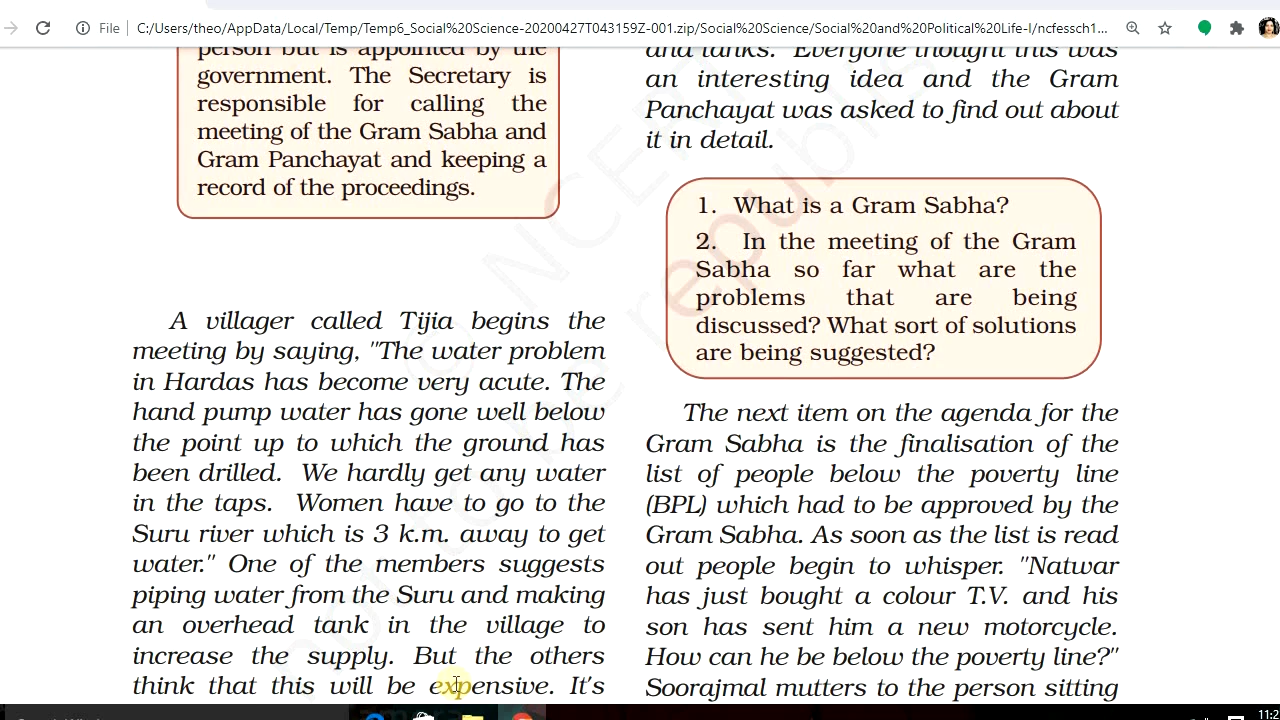 File
C:/Users/theo/AppData/Local/Temp/Temp6_Social%20Science-20200427T043159Z-001.zip/Social%20Science/Social%20and%20Political%20Life-I/ncfessch1...
person but is appointed by the
government. The Secretary is
responsible for calling the
meeting of the Gram Sabha and
Gram Panchayat and keeping a
record of the proceedings.
A villager called Tijia begins the
meeting by saying, "The water problem
in Hardas has become very acute. The
hand pump water has gone well below
the point up to which the ground has
been drilled. We hardly get any water
in the taps. Women have to go to the
Suru river which is 3 k.m. away to get
water." One of the members suggests
piping water from the Suru and making
an overhead tank in the village to
increase the supply. But the others
think that this will be expensive. It's
and tanks. Everyone thought this was
an interesting idea and the Gram
Panchayat was asked to find out about
it in detail.
1. What is a Gram Sabha?
2. In the meeting of the Gram
Sabha so far what are the
problems that are being
discussed? What sort of solutions
are being suggested?
The next item on the agenda for the
Gram Sabha is the finalisation of the
list of people below the poverty line
(BPL) which had to be approved by the
Gram Sabha. As soon as the list is read
out people begin to whisper. "Natwar
has just bought a colour T.V. and his
son has sent him a new motorcycle.
How can he be below the poverty line?"
Soorajmal mutters to the person sitting
© NCERT
republis
11:2